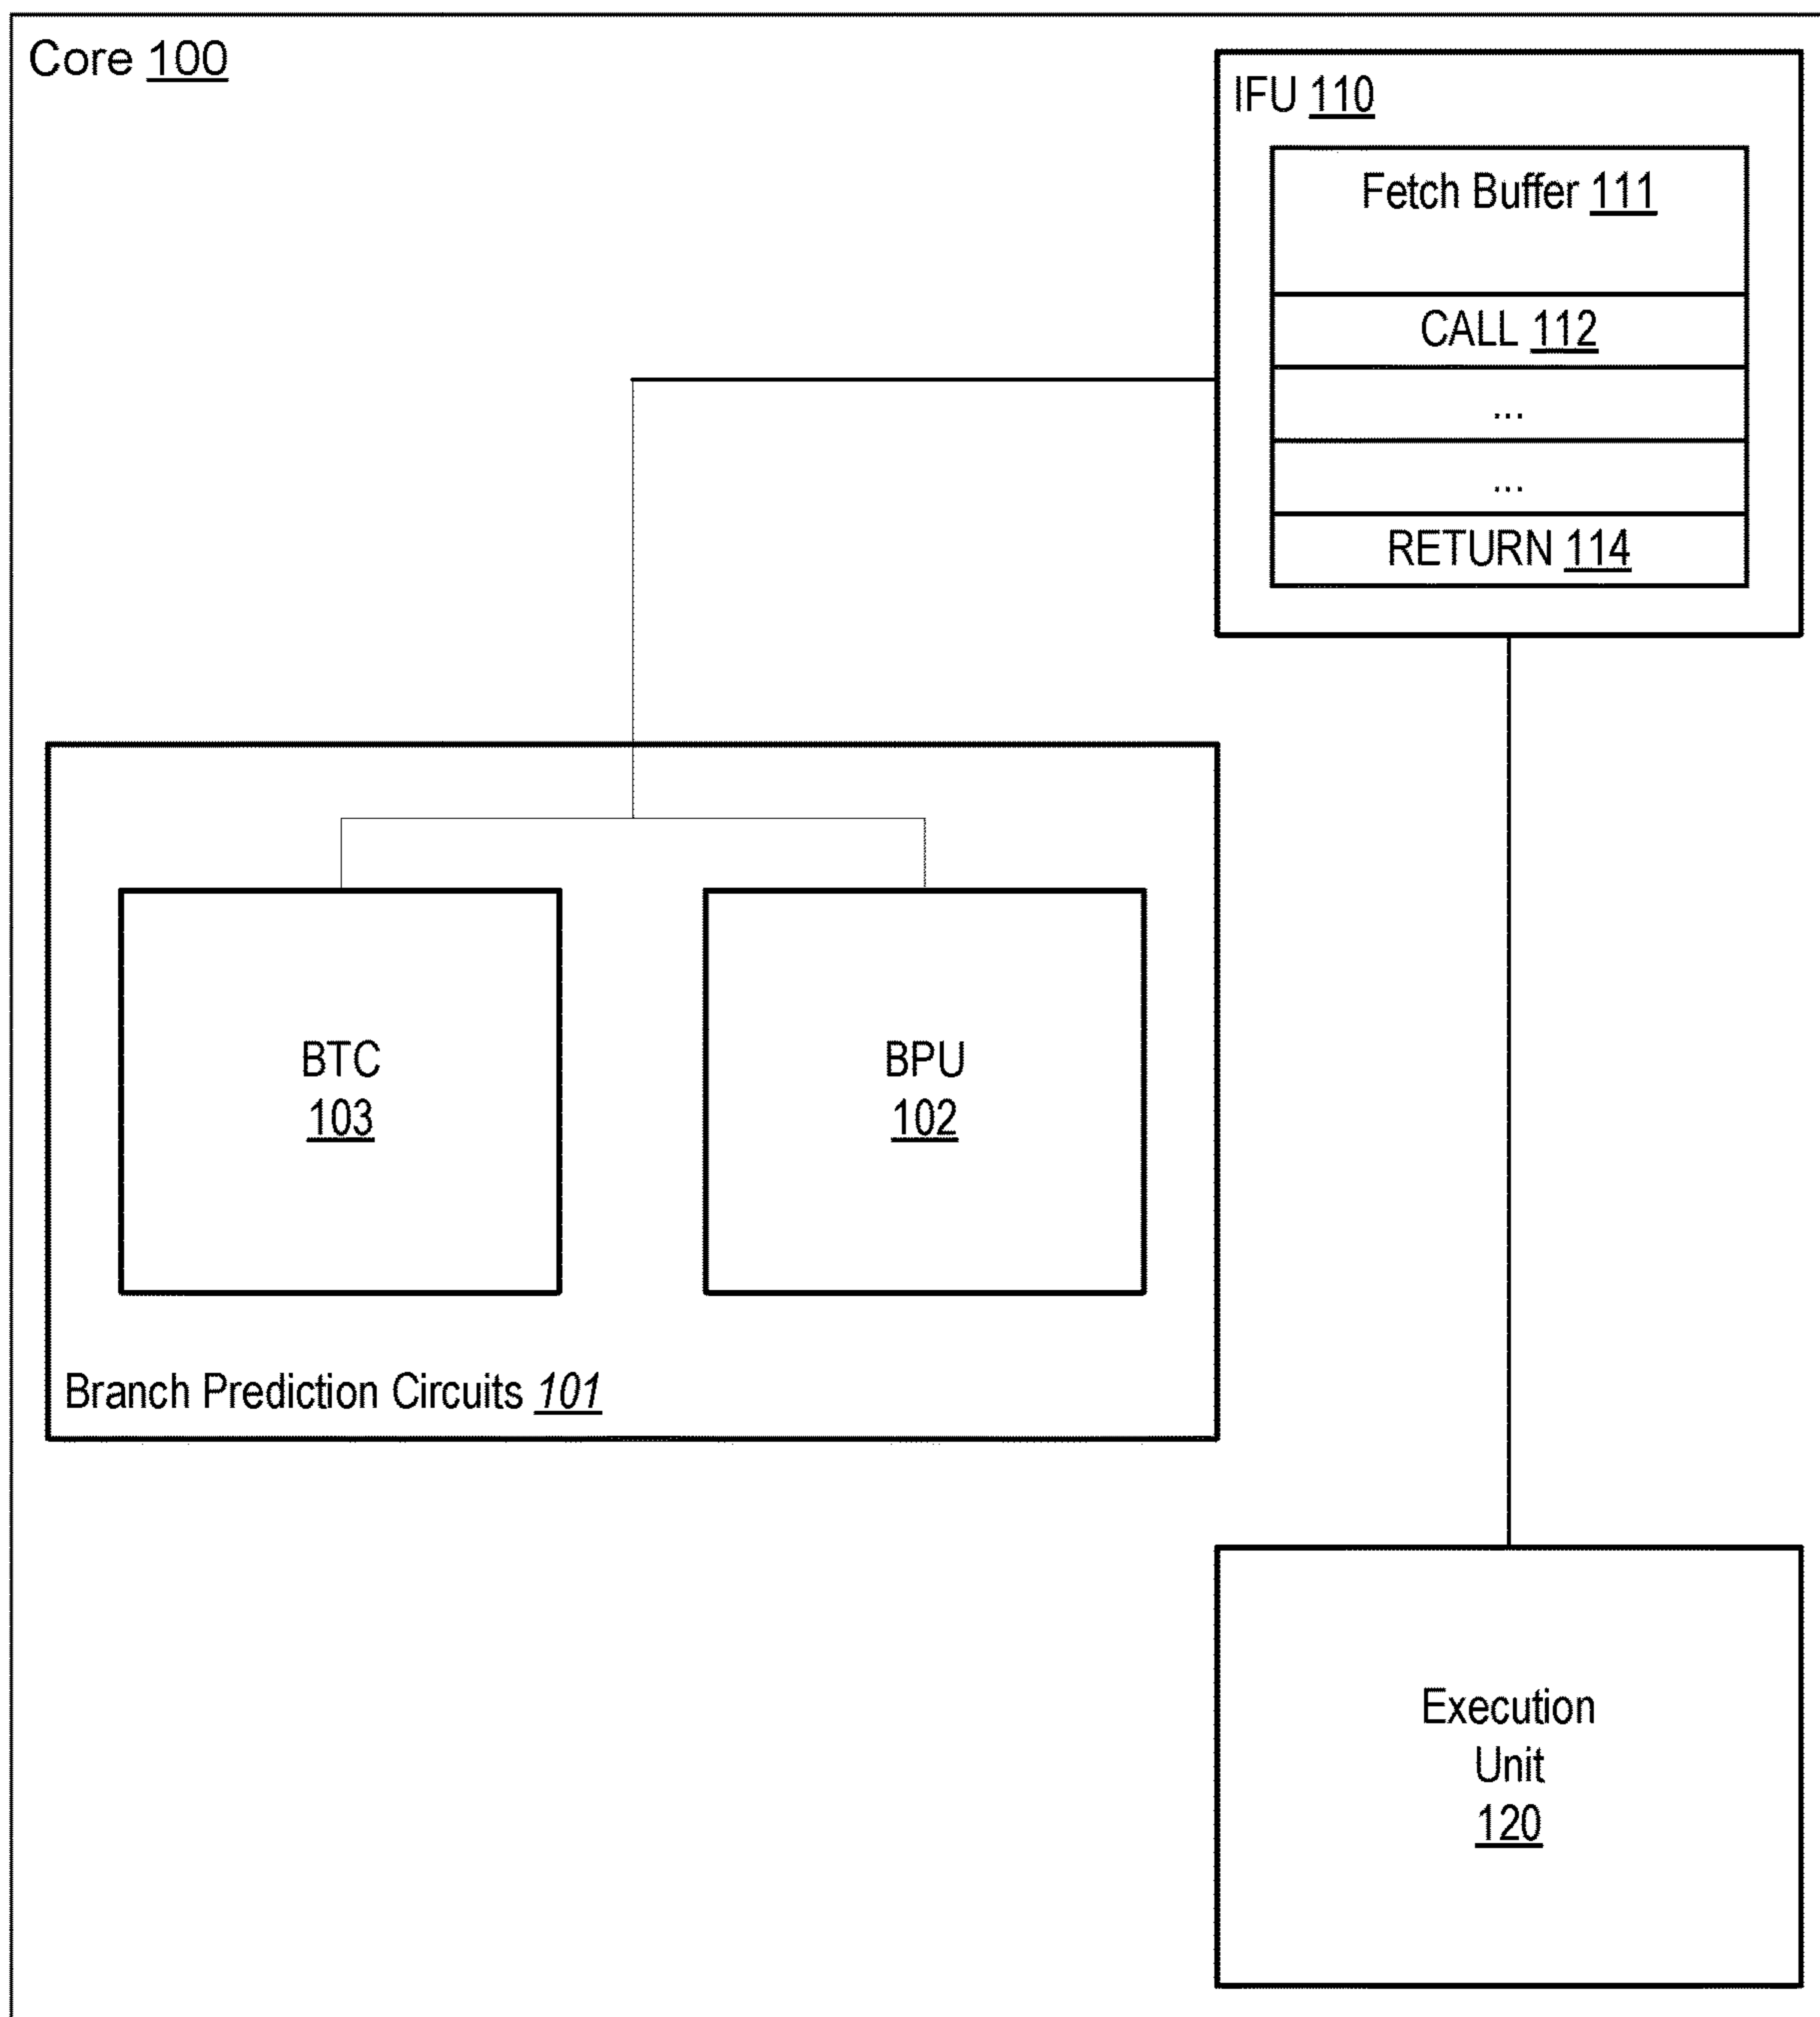 Core 100
IFU 110
Fetch Buffer 111
CALL 112
...
...
RETURN 114
BTC
103
BPU
102
Branch Prediction Circuits 101
Execution
Unit
120